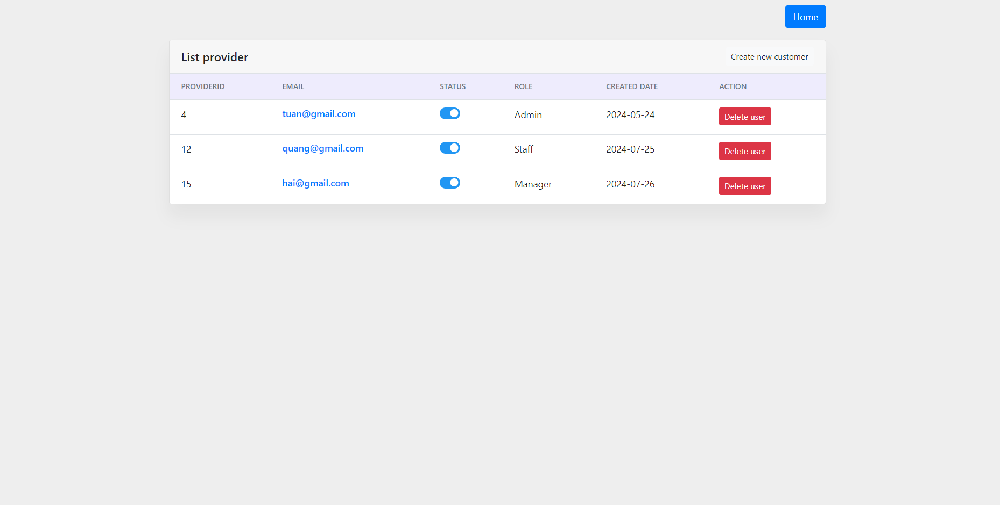 Home
List provider Create new customer
PROVIDERID EMAIL STATUS ROLE CREATED DATE ACTION
4 tuan@gmail.com Admin 2024-05-24 Delete user
12 quang@gmail.com Staff 2024-07-25 Delete user
15 hai@gmail.com Manager 2024-07-26 Delete user